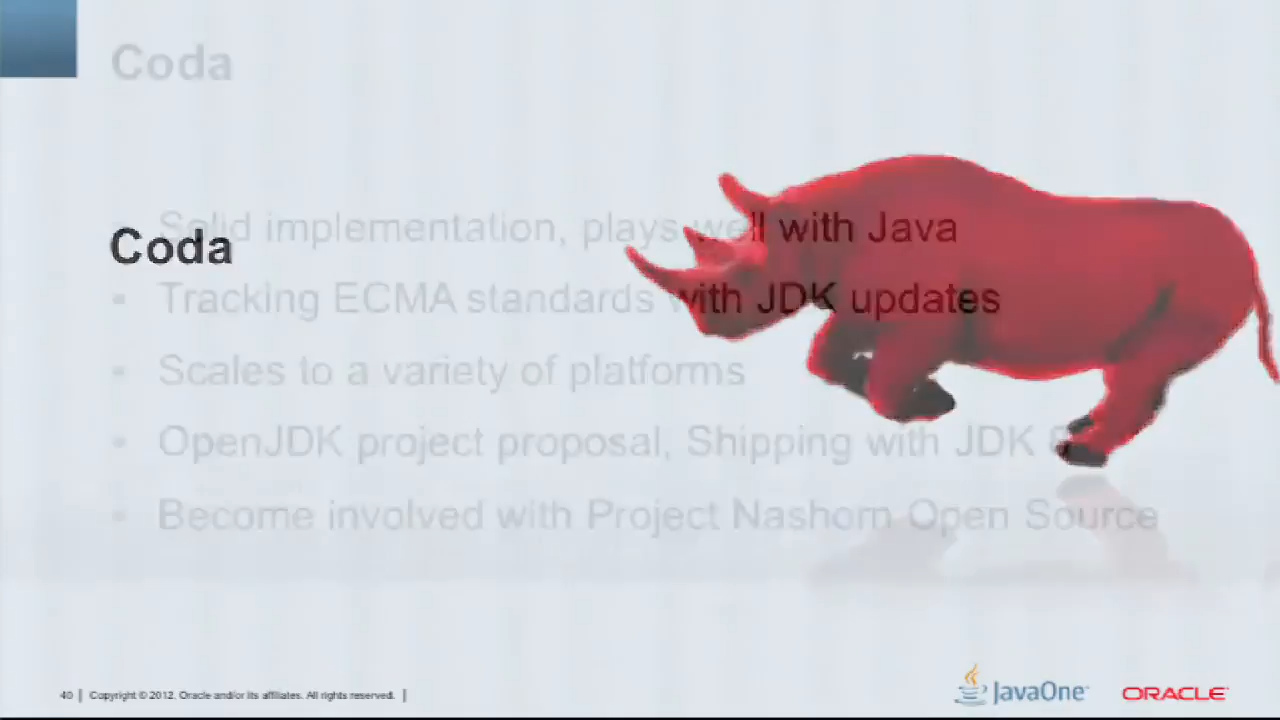 Coda
Solid implementation, plays well with Java
Coda
Tracking ECMA standards with JDK updates
Scales to a variety of platforms
OpenJDK project proposal, Shipping with JDK
Become involved with Project Nashorn Open Source
40 Copyright © 2012, Oracle and/or its affiliates. All rights reserved.
JavaOne ORACLE